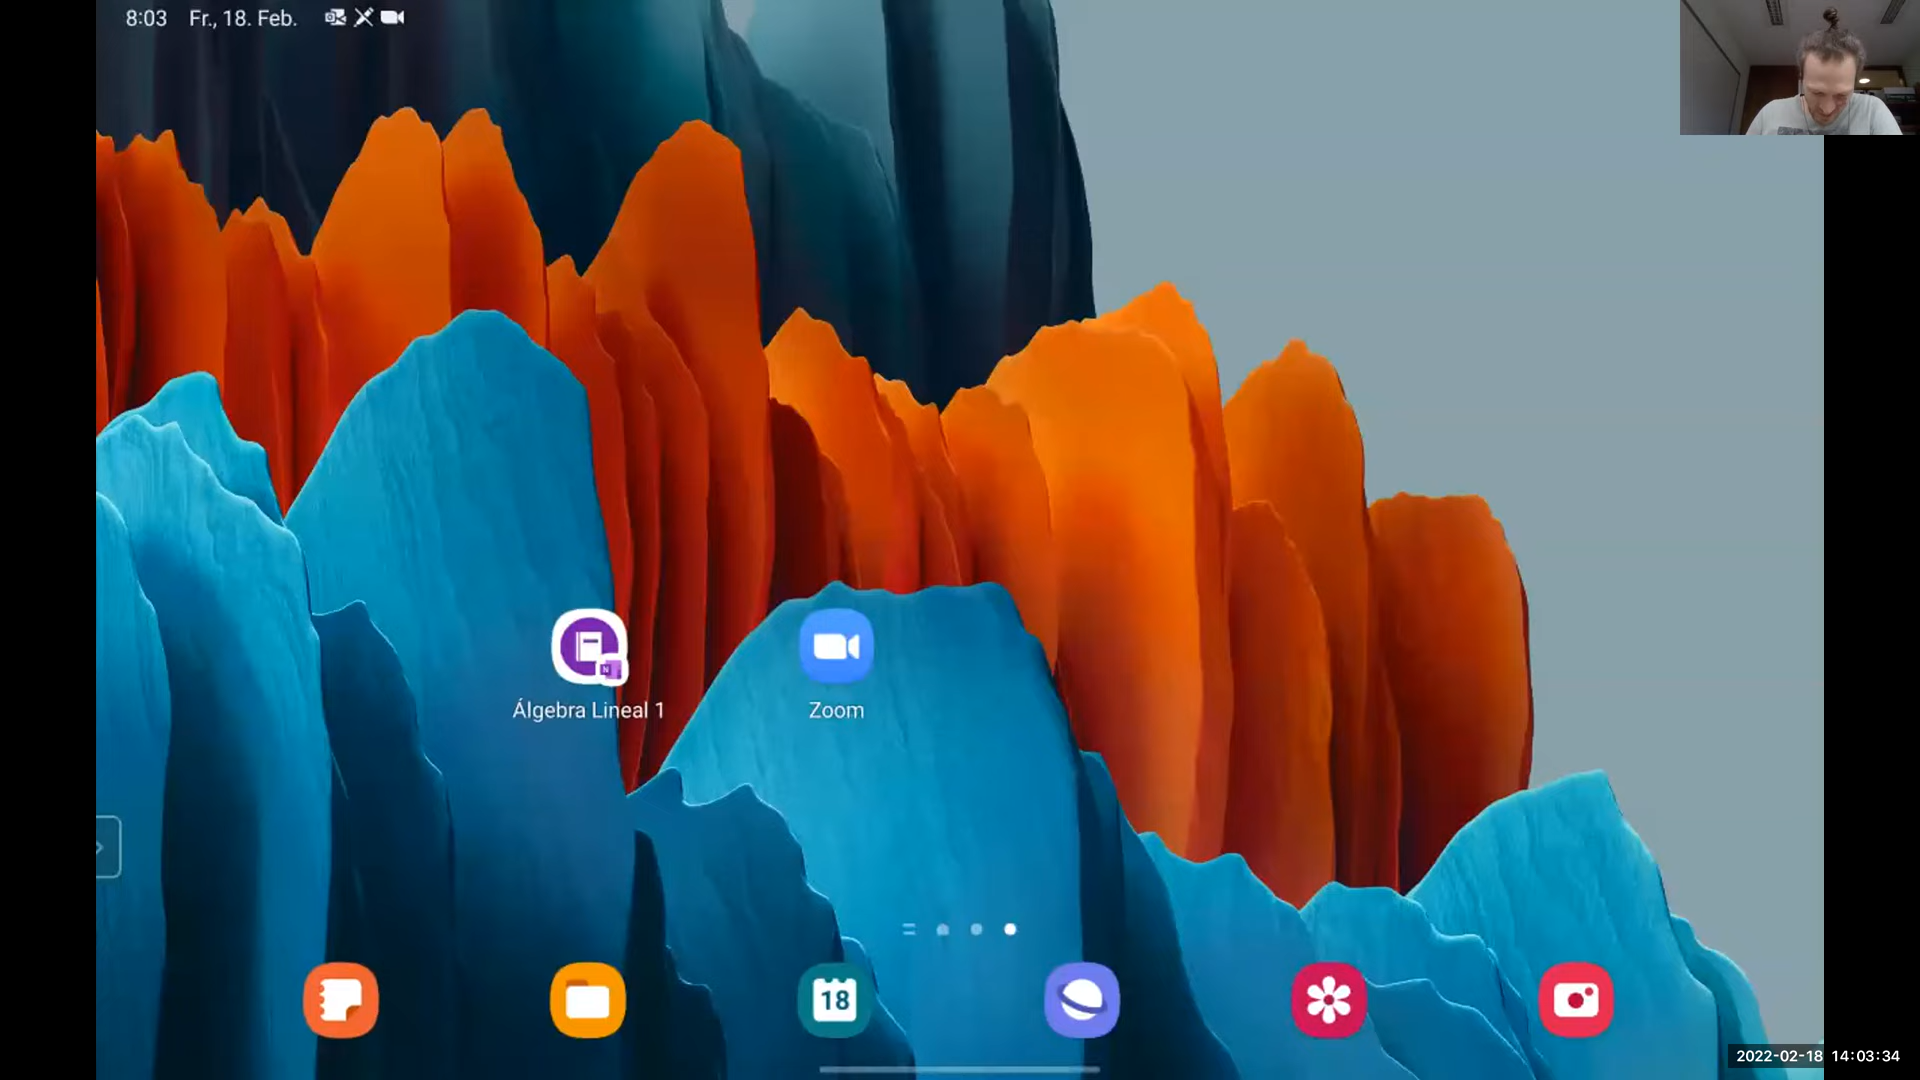 8:03 Fr., 18. Feb.
Álgebra Lineal 1
Zoom
18
2022-02-18 14:03:34